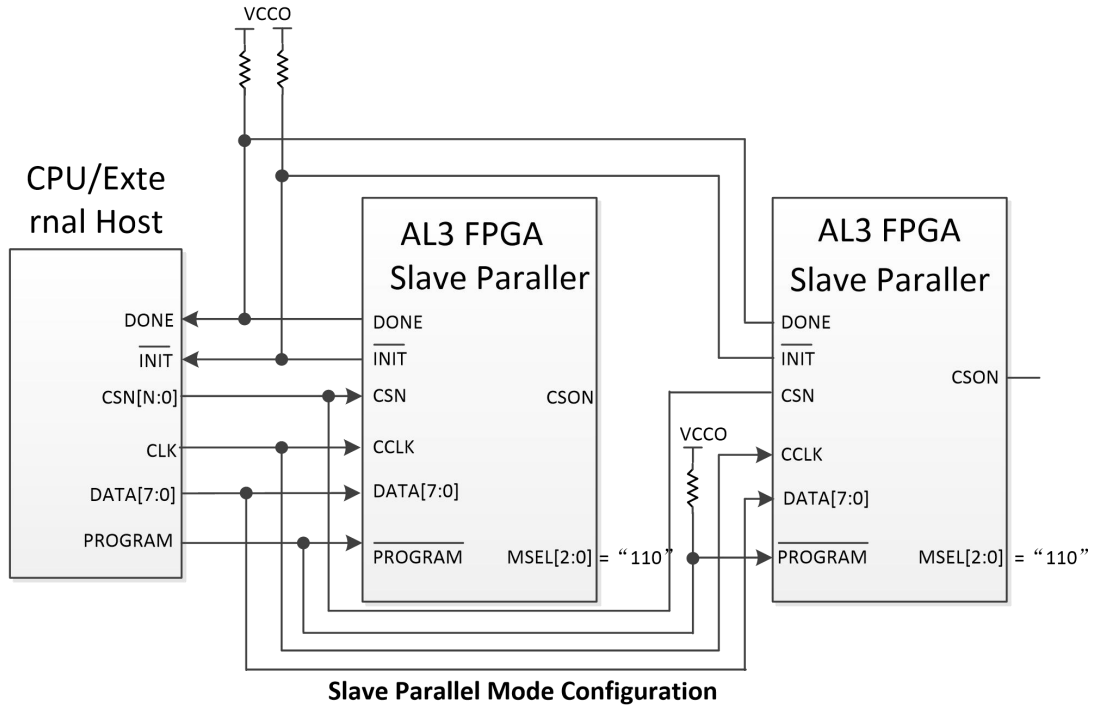 VCCO
CPU/Exte
rnal Host
DONE
INIT
CSN[N:0]
CLK
DATA[7:0]
PROGRAM
AL3 FPGA
Slave Paraller
DONE
INIT
CSN
CSON
CCLK
DATA[7:0]
PROGRAM
MSEL[2:0] = “110”
VCCO
AL3 FPGA
Slave Paraller
DONE
INIT
CSN
CSON
CCLK
DATA[7:0]
PROGRAM
MSEL[2:0] = “110”
Slave Parallel Mode Configuration